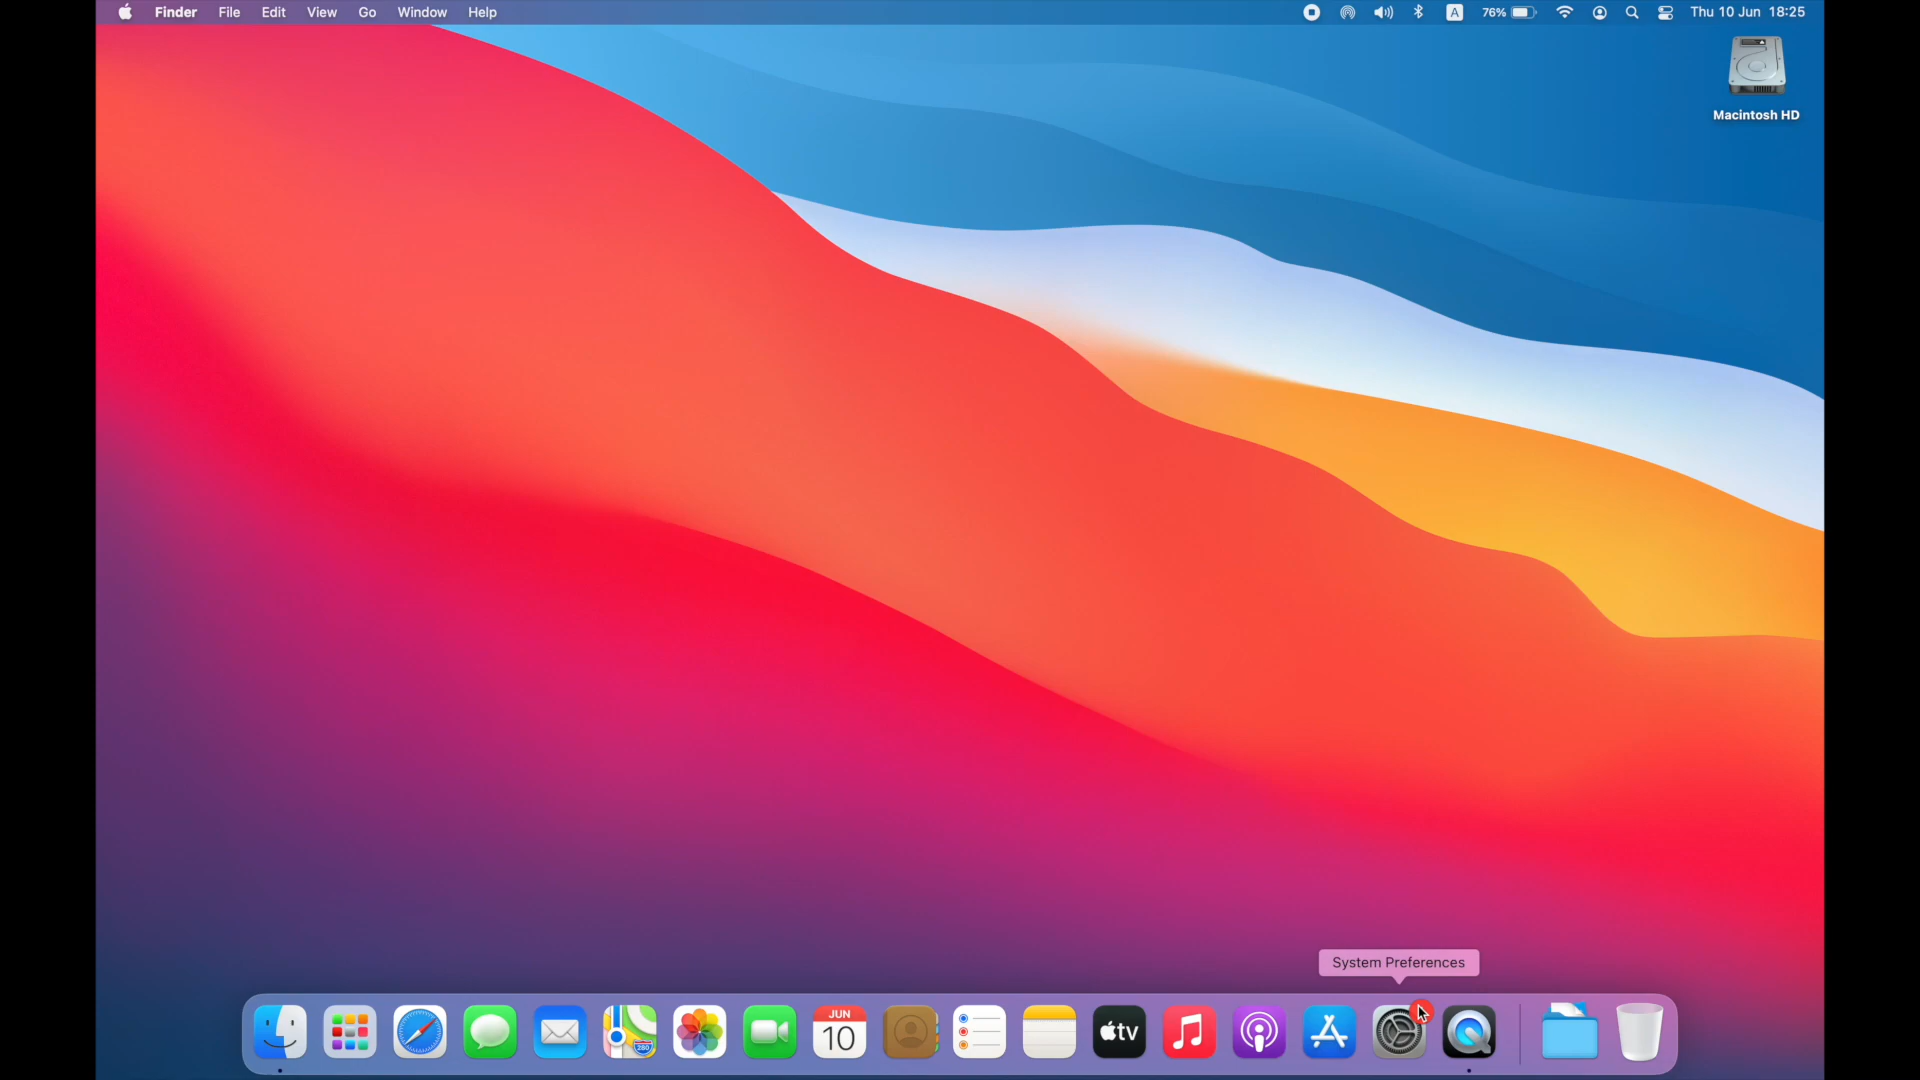 Finder File Edit View Go Window Help A 76% Thu 10 Jun 18:25
Macintosh HD
System Preferences
JUN
10
280
tv